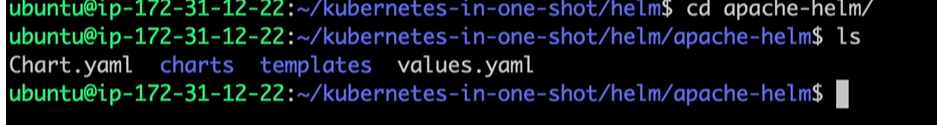 ubuntu@ip-172-31-12-22:~/kubernetes-in-one-shot/helm$ cd apache-helm/
ubuntu@ip-172-31-12-22:~/kubernetes-in-one-shot/helm/apache-helm$ ls
Chart.yaml  charts  templates  values.yaml
ubuntu@ip-172-31-12-22:~/kubernetes-in-one-shot/helm/apache-helm$